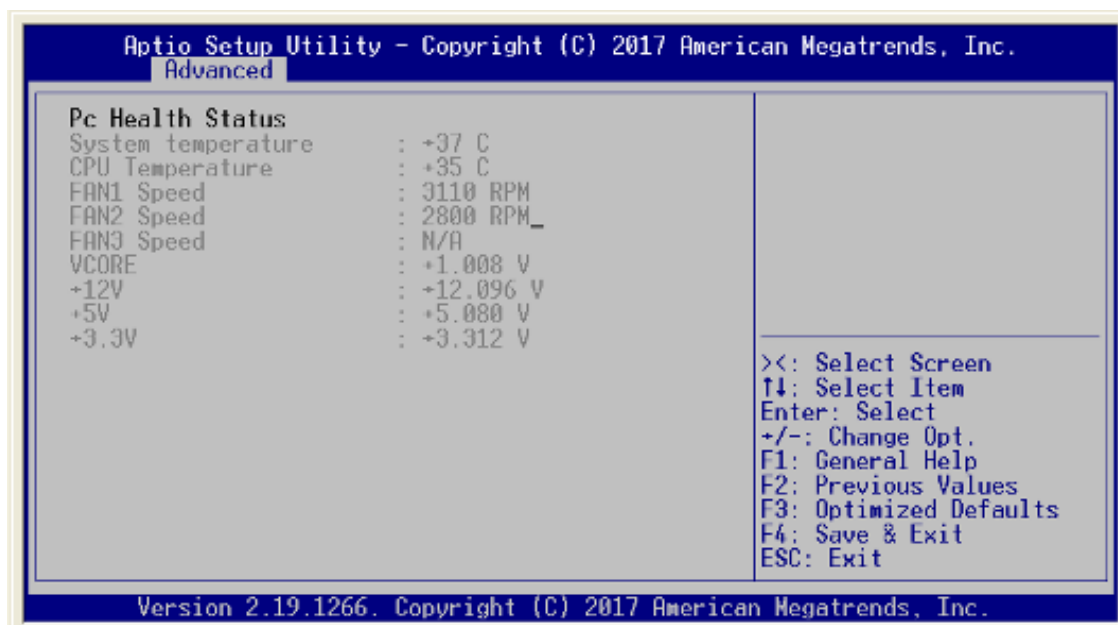 Aptio Setup Utility – Copyright (C) 2017 American Megatrends, Inc.
Advanced
Pc Health Status
System temperature : +37 C
CPU Temperature : +35 C
FAN1 Speed : 3110 RPM
FAN2 Speed : 2800 RPM_
FAN3 Speed : N/A
VCORE : +1.008 V
+12V : +12.096 V
+5V : +5.080 V
+3.3V : +3.312 V
><: Select Screen
↑↓: Select Item
Enter: Select
+/-: Change Opt.
F1: General Help
F2: Previous Values
F3: Optimized Defaults
F4: Save & Exit
ESC: Exit
Version 2.19.1266. Copyright (C) 2017 American Megatrends, Inc.